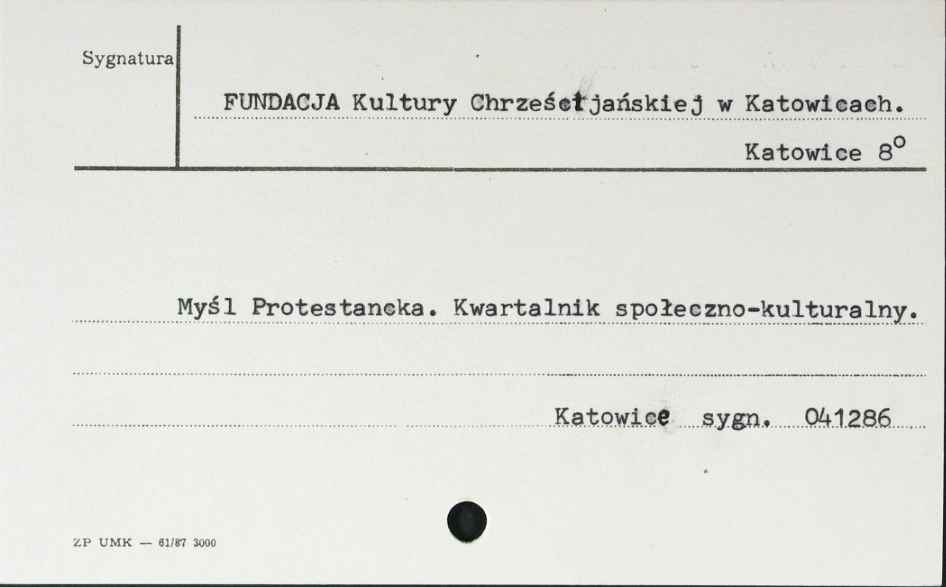 Sygnatura
FUNDACJA Kultury Chrześcijańskiej w Katowicach.
Katowice 8°
Myśl Protestancka. Kwartalnik społeczno-kulturalny.
Katowice sygn. 041286
ZP UMK — 61/87 3000